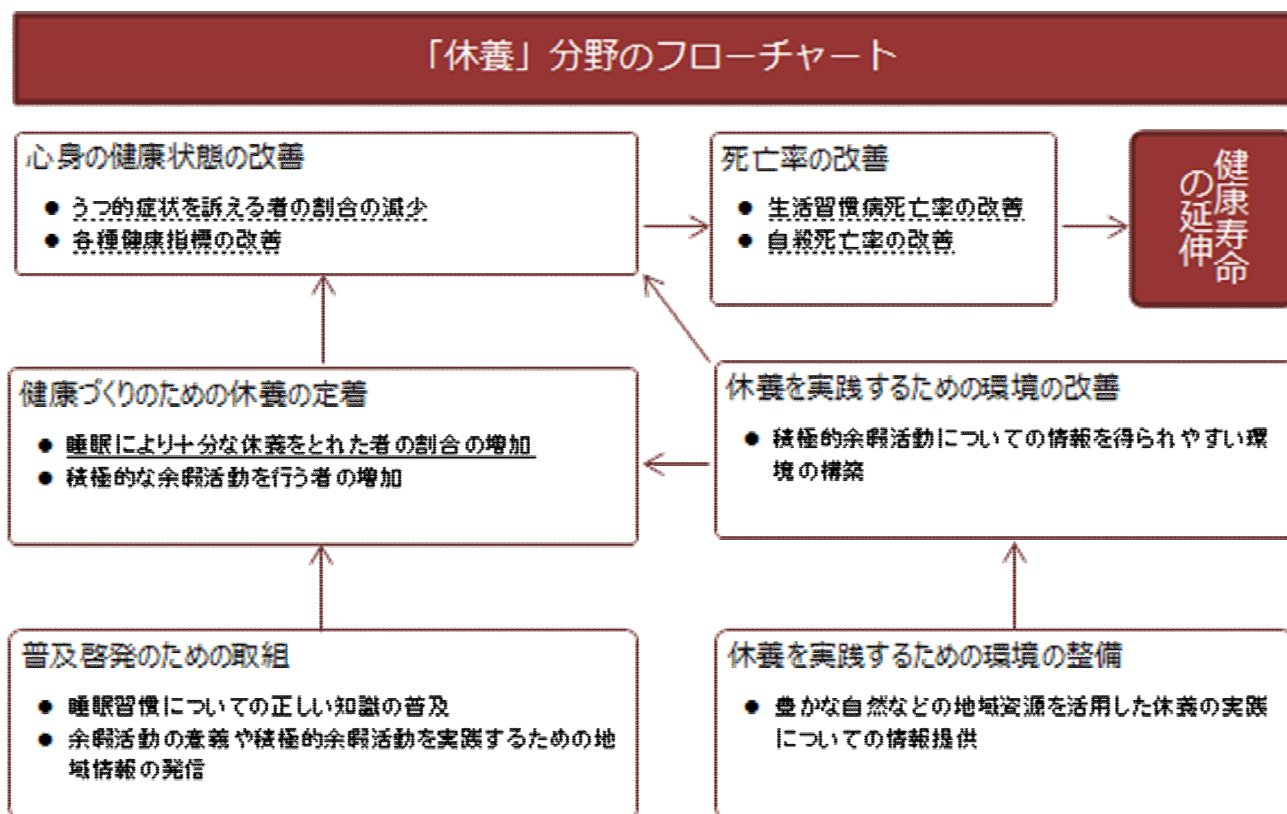 「休養」分野のフローチャート
心身の健康状態の改善
● うつ的症状を訴える者の割合の減少
● 各種健康指標の改善
死亡率の改善
● 生活習慣病死亡率の改善
● 自殺死亡率の改善
健康寿命
の延伸
健康づくりのための休養の定着
● 睡眠により十分な休養をとれた者の割合の増加
● 積極的な余暇活動を行う者の増加
休養を実践するための環境の改善
● 積極的余暇活動についての情報を得られやすい環
境の構築
普及啓発のための取組
● 睡眠習慣についての正しい知識の普及
● 余暇活動の意義や積極的余暇活動を実践するための地
域情報の発信
休養を実践するための環境の整備
● 豊かな自然などの地域資源を活用した休養の実践
についての情報提供